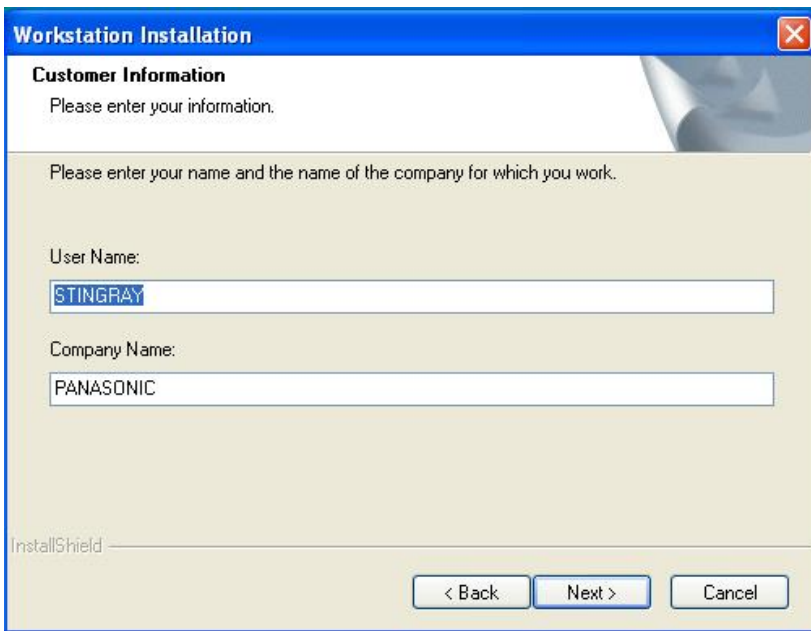 Workstation Installation
Customer Information
Please enter your information.
Please enter your name and the name of the company for which you work.
User Name:
STINGRAY
Company Name:
PANASONIC
InstallShield
< Back
Next >
Cancel